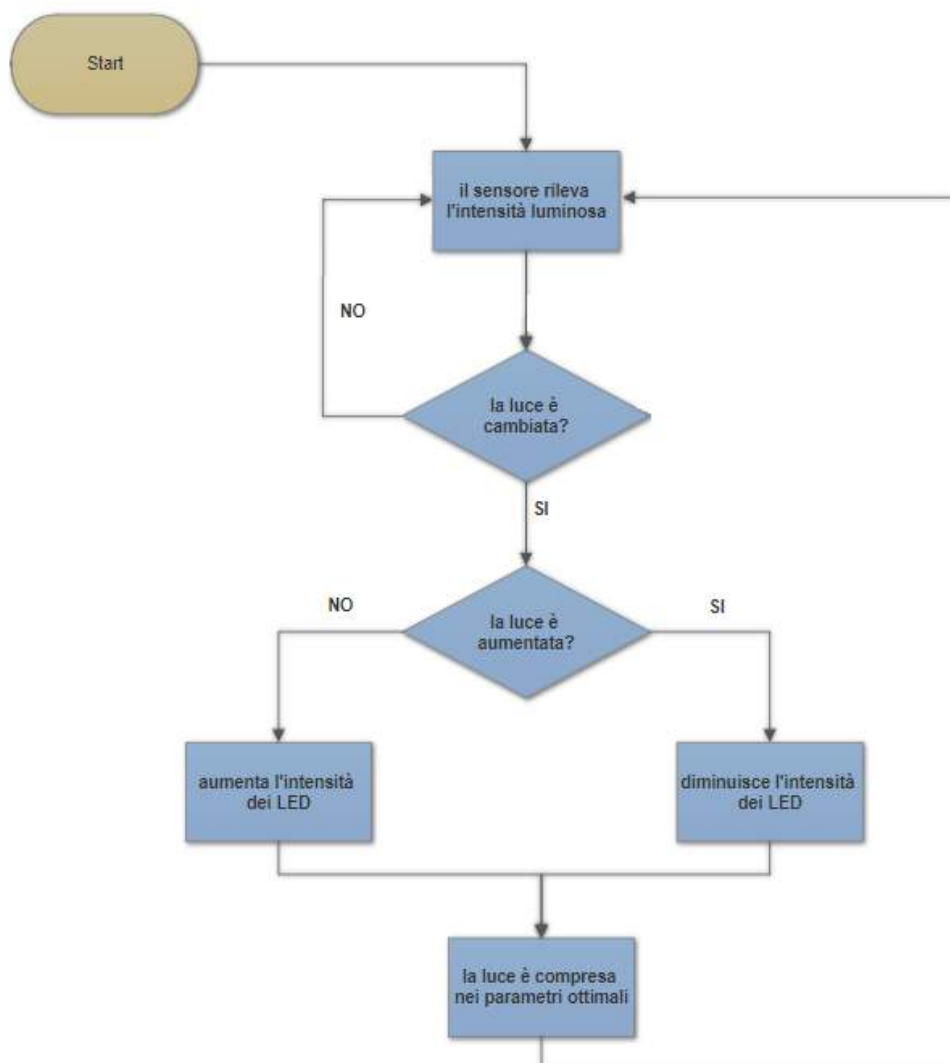 Start
il sensore rileva
l'intensità luminosa
NO
la luce è
cambiata?
SI
NO
la luce è
aumentata?
SI
aumenta l'intensità
dei LED
diminuisce l'intensità
dei LED
la luce è compresa
nei parametri ottimali